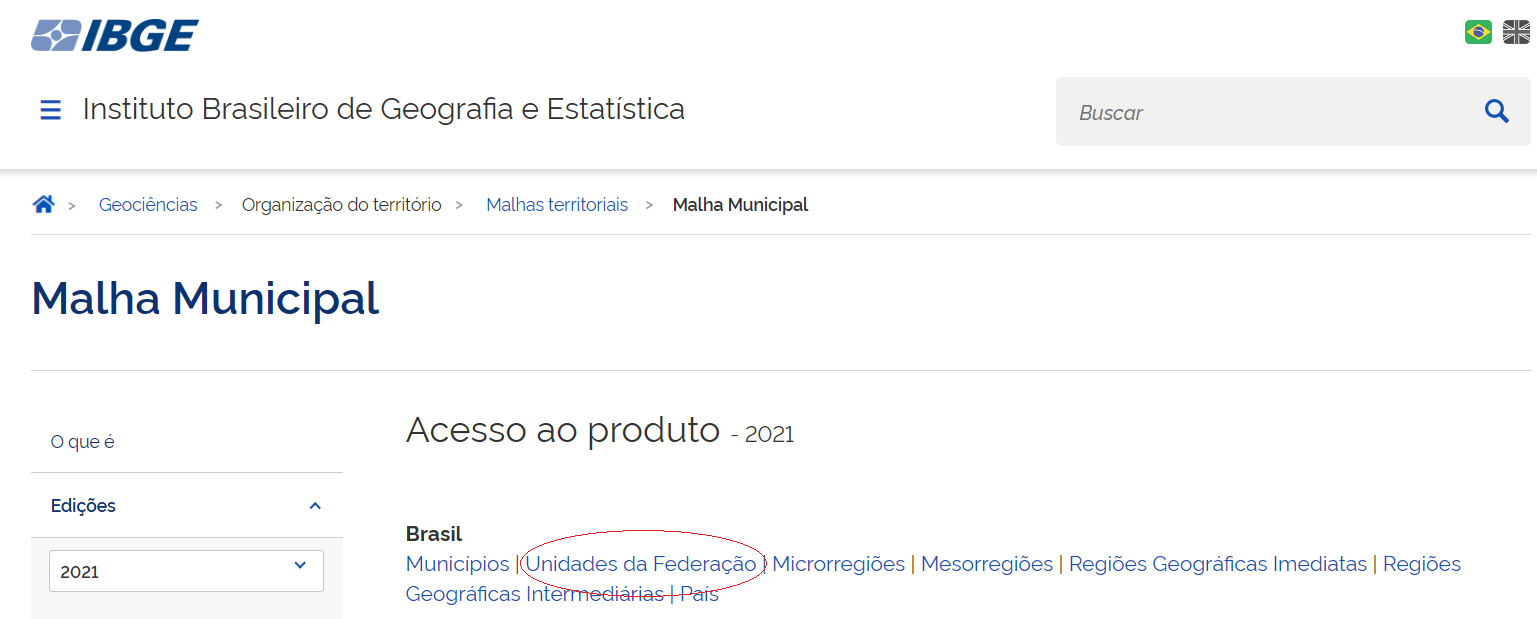 IBGE
Instituto Brasileiro de Geografia e Estatística
Buscar
> Geociências > Organização do território > Malhas territoriais > Malha Municipal
Malha Municipal
O que é
Edições
2021
Acesso ao produto - 2021
Brasil
Municípios | Unidades da Federação | Microrregiões | Mesorregiões | Regiões Geográficas Imediatas | Regiões
Geográficas Intermediárias | País